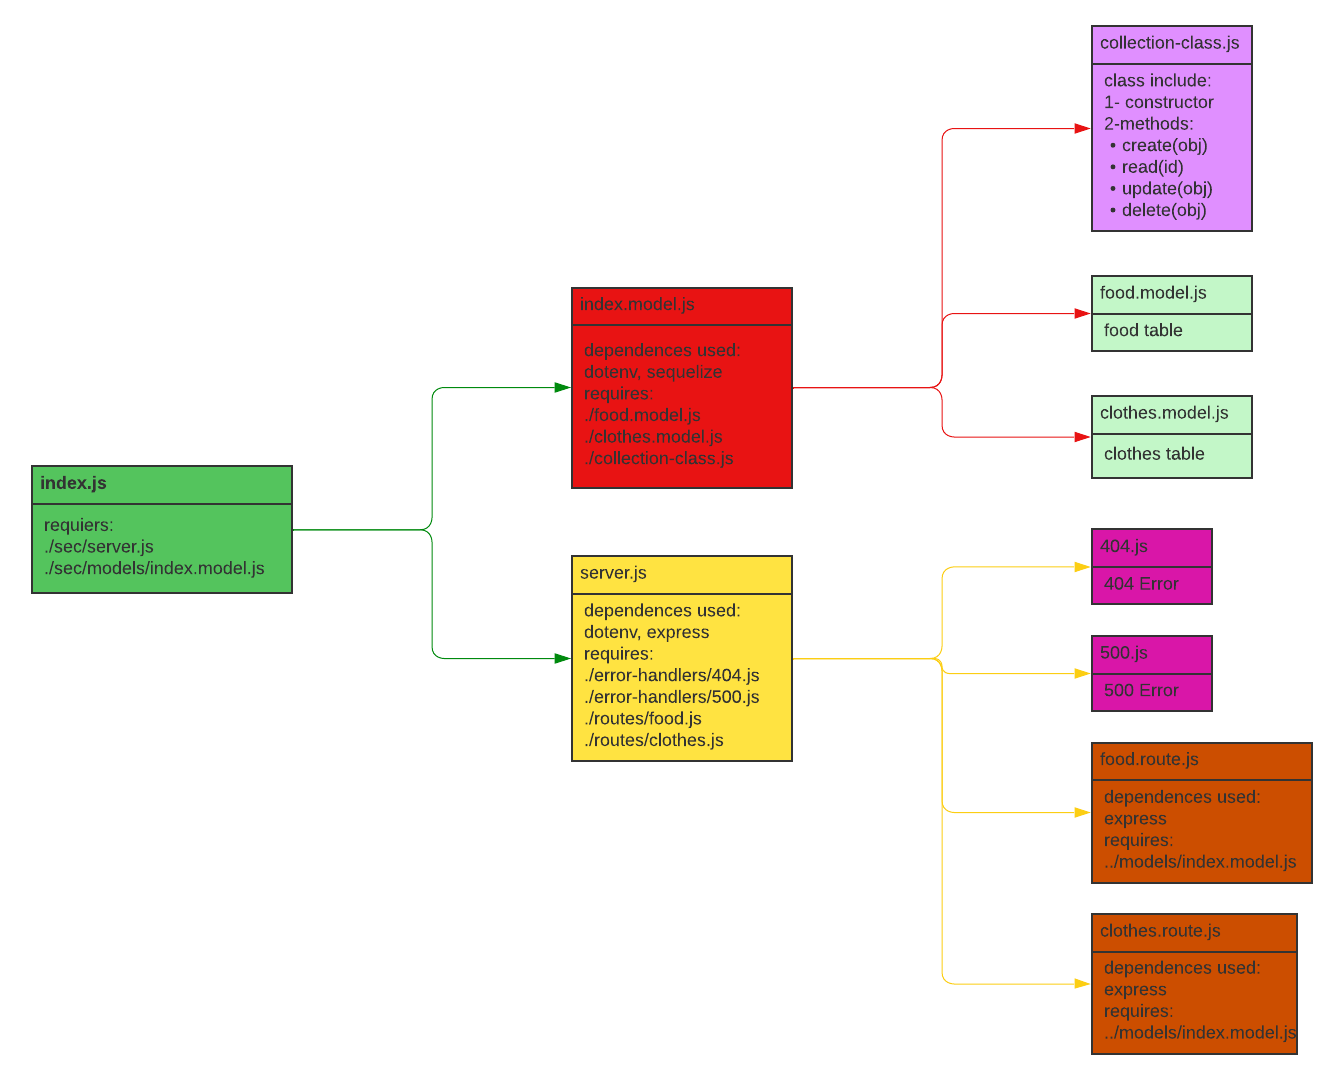 index.js
requiers:
./sec/server.js
./sec/models/index.model.js
index.model.js
dependences used:
dotenv, sequelize
requires:
./food.model.js
./clothes.model.js
./collection-class.js
server.js
dependences used:
dotenv, express
requires:
./error-handlers/404.js
./error-handlers/500.js
./routes/food.js
./routes/clothes.js
collection-class.js
class include:
1- constructor
2-methods:
• create(obj)
• read(id)
• update(obj)
• delete(obj)
food.model.js
food table
clothes.model.js
clothes table
404.js
404 Error
500.js
500 Error
food.route.js
dependences used:
express
requires:
../models/index.model.js
clothes.route.js
dependences used:
express
requires:
../models/index.model.js